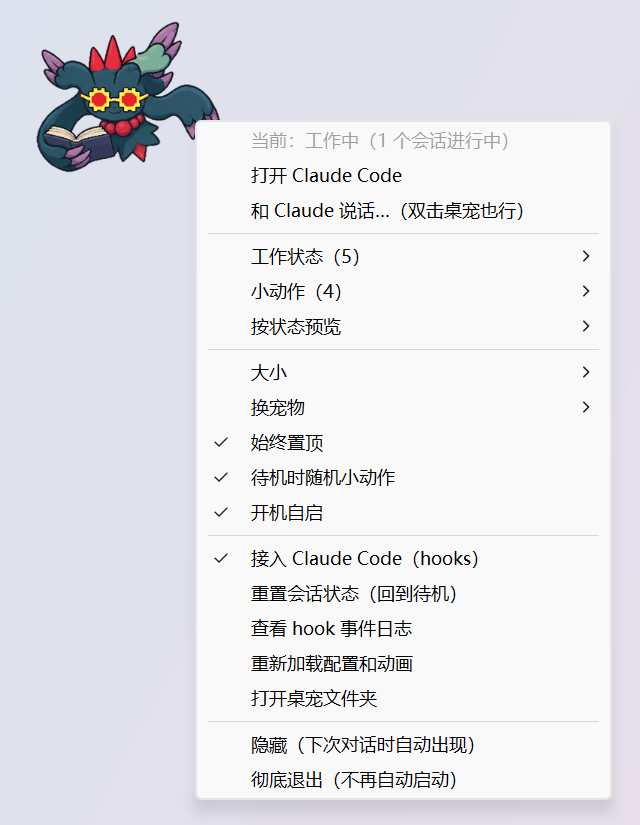 当前：工作中（1 个会话进行中）
打开 Claude Code
和 Claude 说话...（双击桌宠也行）
工作状态（5）
小动作（4）
按状态预览
大小
换宠物
始终置顶
待机时随机小动作
开机自启
接入 Claude Code（hooks）
重置会话状态（回到待机）
查看 hook 事件日志
重新加载配置和动画
打开桌宠文件夹
隐藏（下次对话时自动出现）
彻底退出（不再自动启动）